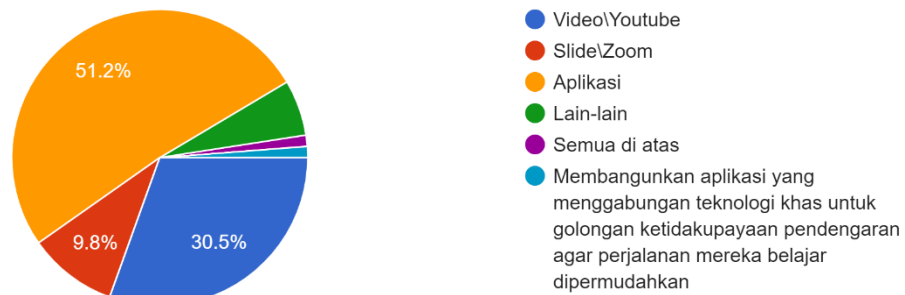 51.2%
9.8%
30.5%
Video\Youtube
Slide\Zoom
Aplikasi
Lain-lain
Semua di atas
Membangunkan aplikasi yang
menggabungan teknologi khas untuk
golongan ketidakupayaan pendengaran
agar perjalanan mereka belajar
dipermudahkan